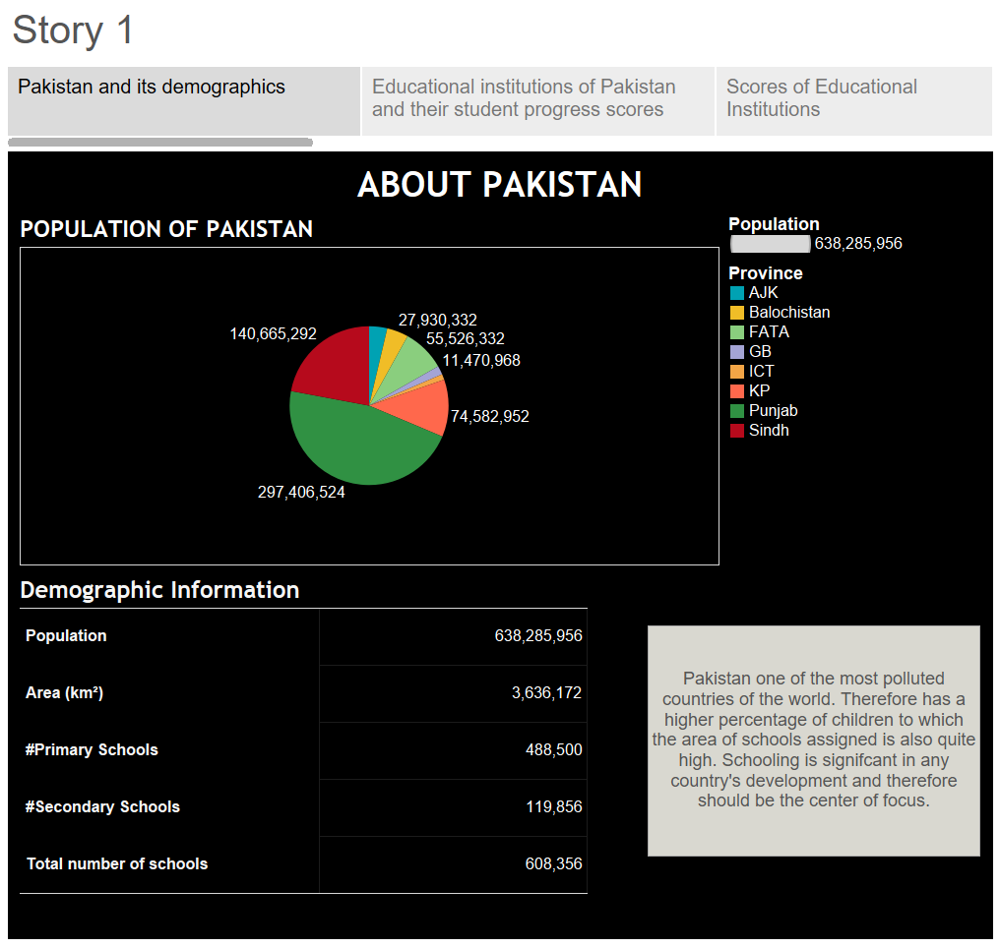 Story 1
Pakistan and its demographics
Educational institutions of Pakistan
and their student progress scores
Scores of Educational
Institutions
ABOUT PAKISTAN
POPULATION OF PAKISTAN
140,665,292
27,930,332
55,526,332
11,470,968
74,582,952
297,406,524
Population
638,285,956
Province
AJK
Balochistan
FATA
GB
ICT
KP
Punjab
Sindh
Demographic Information
Population 638,285,956
Area (km²) 3,636,172
#Primary Schools 488,500
#Secondary Schools 119,856
Total number of schools 608,356
Pakistan one of the most polluted
countries of the world. Therefore has a
higher percentage of children to which
the area of schools assigned is also quite
high. Schooling is signifcant in any
country's development and therefore
should be the center of focus.